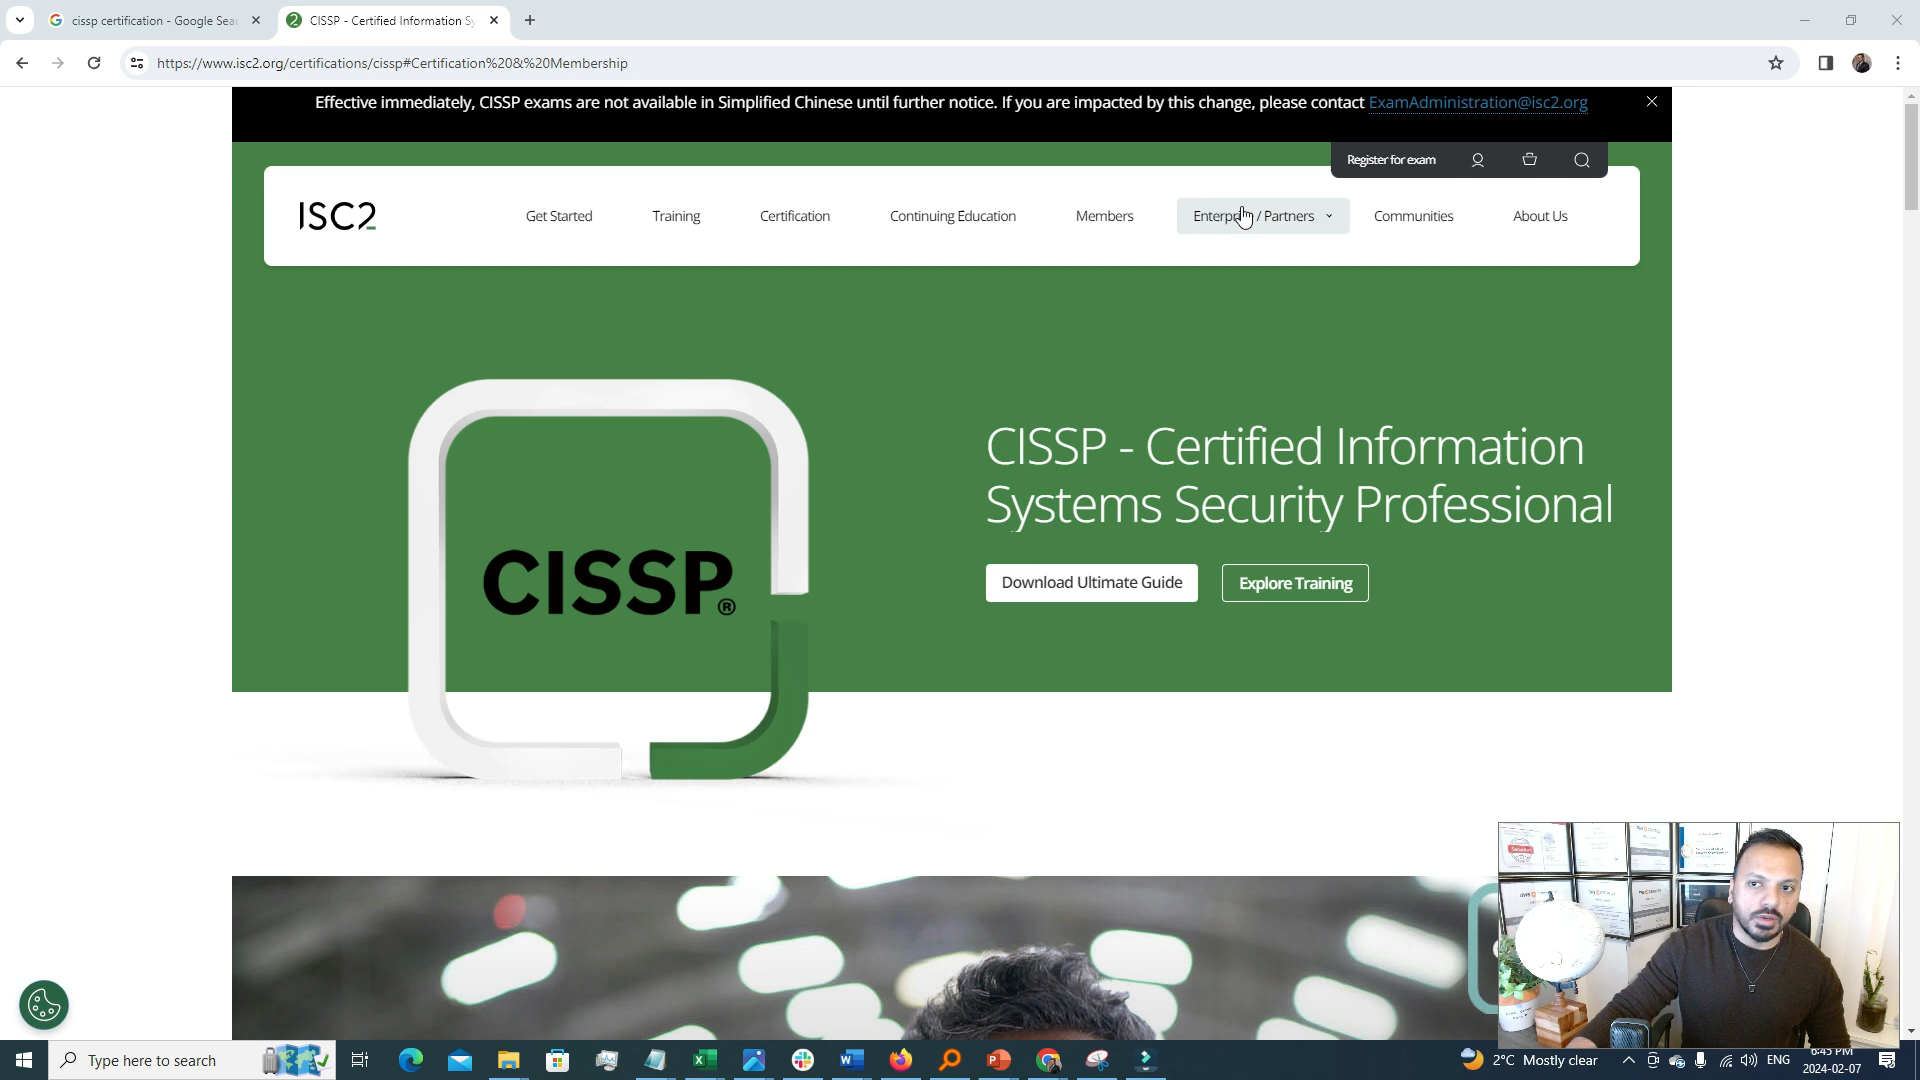 cissp certification - Google Sea
CISSP - Certified Information Sy
https://www.isc2.org/certifications/cissp#Certification%20&%20Membership
Effective immediately, CISSP exams are not available in Simplified Chinese until further notice. If you are impacted by this change, please contact ExamAdministration@isc2.org
Register for exam
ISC2
Get Started
Training
Certification
Continuing Education
Members
Enterprise / Partners
Communities
About Us
CISSP - Certified Information
Systems Security Professional
CISSP®
Download Ultimate Guide
Explore Training
Type here to search
2°C Mostly clear
ENG
6:45 PM
2024-02-07